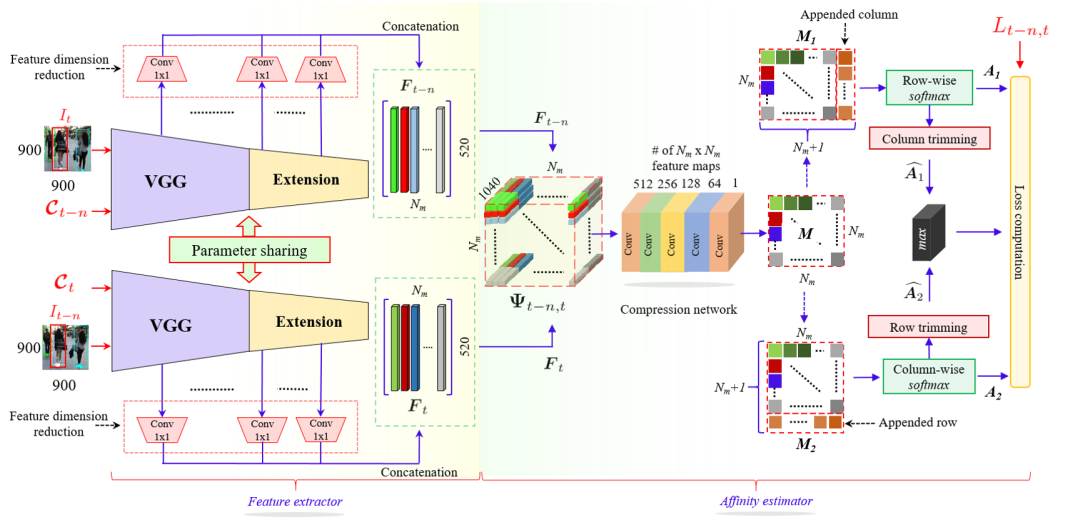 Concatenation
Feature dimension
reduction
Conv
1x1
Conv
1x1
Conv
1x1
I_t
900
900
C_{t-n}
VGG
Extension
F_{t-n}
520
N_m
Parameter sharing
C_t
I_{t-n}
900
900
VGG
Extension
N_m
520
F_t
Feature dimension
reduction
Conv
1x1
Conv
1x1
Conv
1x1
Concatenation
Feature extractor
F_{t-n}
N_m
1040
N_m
Ψ_{t-n,t}
F_t
# of N_m x N_m
feature maps
512 256 128 64 1
Conv
Conv
Conv
Conv
Conv
Compression network
Appended column
M_1
N_m
N_m+1
N_m
M
N_m
N_m
N_m+1
M_2
Appended row
Row-wise
softmax
A_1
Column trimming
\widehat{A_1}
max
\widehat{A_2}
Row trimming
Column-wise
softmax
A_2
L_{t-n,t}
Loss computation
Affinity estimator